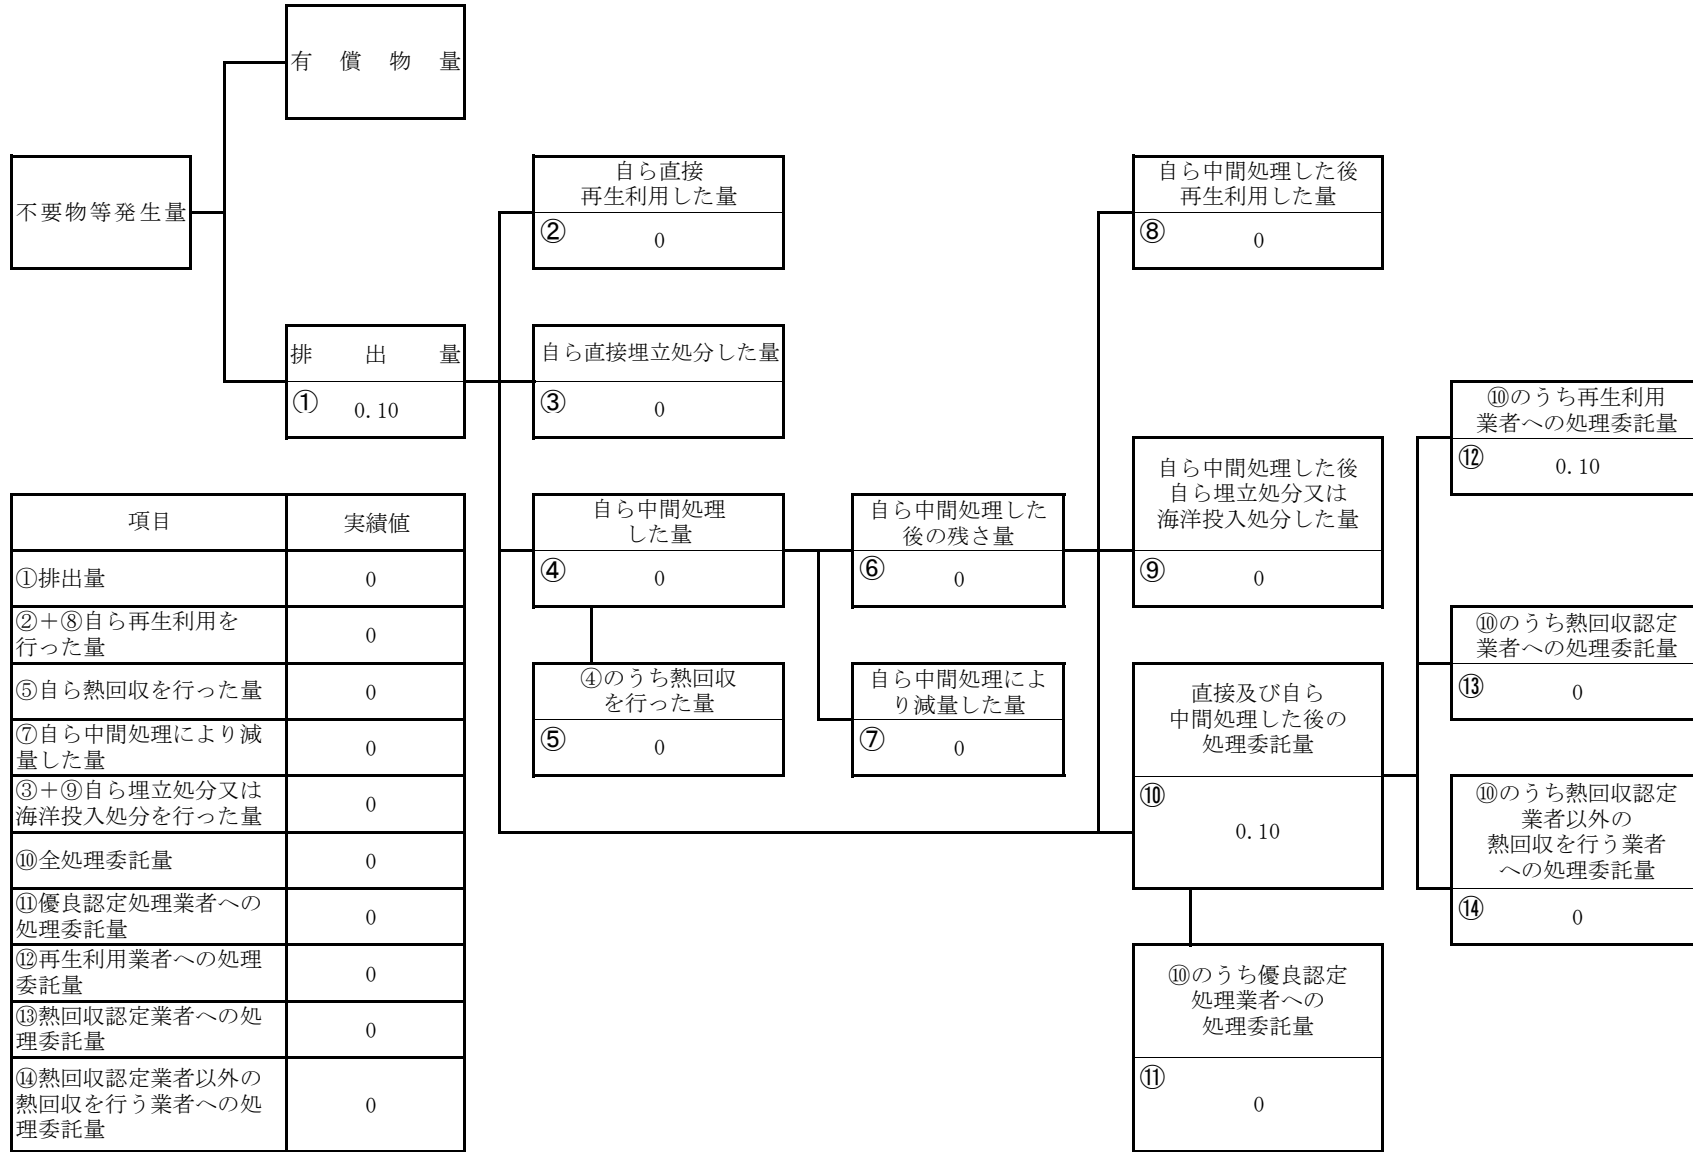 有償物量
不要物等発生量
排出量
① 0.10
自ら直接
再生利用した量
② 0
自ら直接埋立処分した量
③ 0
自ら中間処理
した量
④ 0
④のうち熱回収
を行った量
⑤ 0
自ら中間処理した
後の残さ量
⑥ 0
自ら中間処理によ
り減量した量
⑦ 0
自ら中間処理した後
再生利用した量
⑧ 0
自ら中間処理した後
自ら埋立処分又は
海洋投入処分した量
⑨ 0
直接及び自ら
中間処理した後の
処理委託量
⑩
0.10
⑩のうち優良認定
処理業者への
処理委託量
⑪
0
⑩のうち再生利用
業者への処理委託量
⑫ 0.10
⑩のうち熱回収認定
業者への処理委託量
⑬ 0
⑩のうち熱回収認定
業者以外の
熱回収を行う業者
への処理委託量
⑭ 0
項目 実績値
①排出量 0
②＋⑧自ら再生利用を
行った量 0
⑤自ら熱回収を行った量 0
⑦自ら中間処理により減
量した量 0
③＋⑨自ら埋立処分又は
海洋投入処分を行った量 0
⑩全処理委託量 0
⑪優良認定処理業者への
処理委託量 0
⑫再生利用業者への処理
委託量 0
⑬熱回収認定業者への処
理委託量 0
⑭熱回収認定業者以外の
熱回収を行う業者への処 0
理委託量